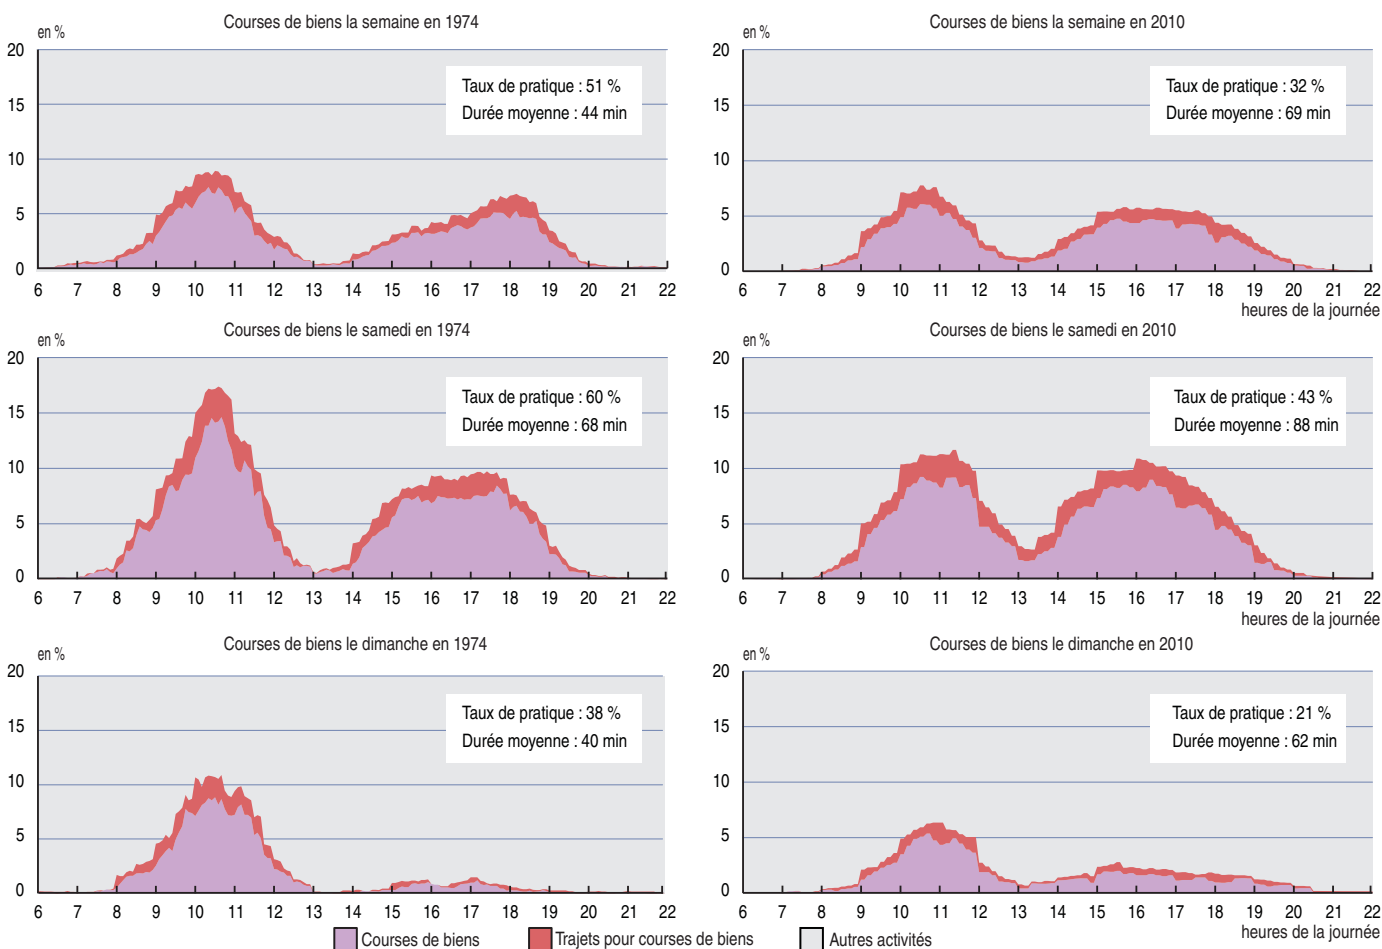 Courses de biens la semaine en 1974
en %
20
15
10
5
0
Taux de pratique : 51 %
Durée moyenne : 44 min
6 7 8 9 10 11 12 13 14 15 16 17 18 19 20 21 22
Courses de biens la semaine en 2010
en %
20
15
10
5
0
Taux de pratique : 32 %
Durée moyenne : 69 min
6 7 8 9 10 11 12 13 14 15 16 17 18 19 20 21 22
heures de la journée
Courses de biens le samedi en 1974
en %
20
15
10
5
0
Taux de pratique : 60 %
Durée moyenne : 68 min
6 7 8 9 10 11 12 13 14 15 16 17 18 19 20 21 22
Courses de biens le samedi en 2010
en %
20
15
10
5
0
Taux de pratique : 43 %
Durée moyenne : 88 min
6 7 8 9 10 11 12 13 14 15 16 17 18 19 20 21 22
heures de la journée
Courses de biens le dimanche en 1974
en %
20
15
10
5
0
Taux de pratique : 38 %
Durée moyenne : 40 min
6 7 8 9 10 11 12 13 14 15 16 17 18 19 20 21 22
Courses de biens le dimanche en 2010
en %
20
15
10
5
0
Taux de pratique : 21 %
Durée moyenne : 62 min
6 7 8 9 10 11 12 13 14 15 16 17 18 19 20 21 22
heures de la journée
Courses de biens Trajets pour courses de biens Autres activités